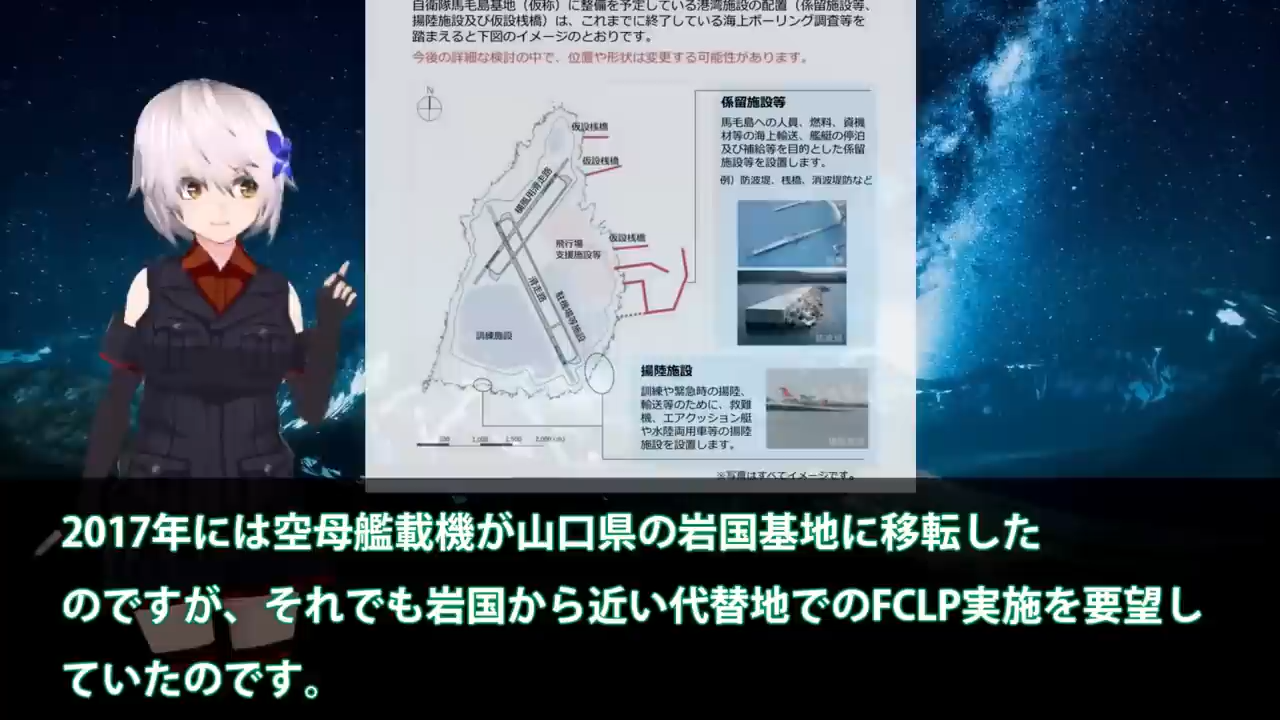 自衛隊馬毛島基地（仮称）に整備を予定している港湾施設の配置（係留施設等、
揚陸施設及び仮設桟橋）は、これまでに終了している海上ボーリング調査等を
踏まえると下図のイメージのとおりです。
今後の詳細な検討の中で、位置や形状は変更する可能性があります。
N
仮設桟橋
仮設桟橋
横風用滑走路
仮設桟橋
飛行場
支援施設等
滑走路
駐機場等施設
訓練施設
係留施設等
馬毛島への人員、燃料、資機
材等の海上輸送、艦艇の停泊
及び補給等を目的とした係留
施設等を設置します。
例）防波堤、桟橋、消波堤防など
揚陸施設
訓練や緊急時の揚陸、
輸送等のために、救難
機、エアクッション艇
や水陸両用車等の揚陸
施設を設置します。
※写真はすべてイメージです。
2017年には空母艦載機が山口県の岩国基地に移転した
のですが、それでも岩国から近い代替地でのFCLP実施を要望し
ていたのです。